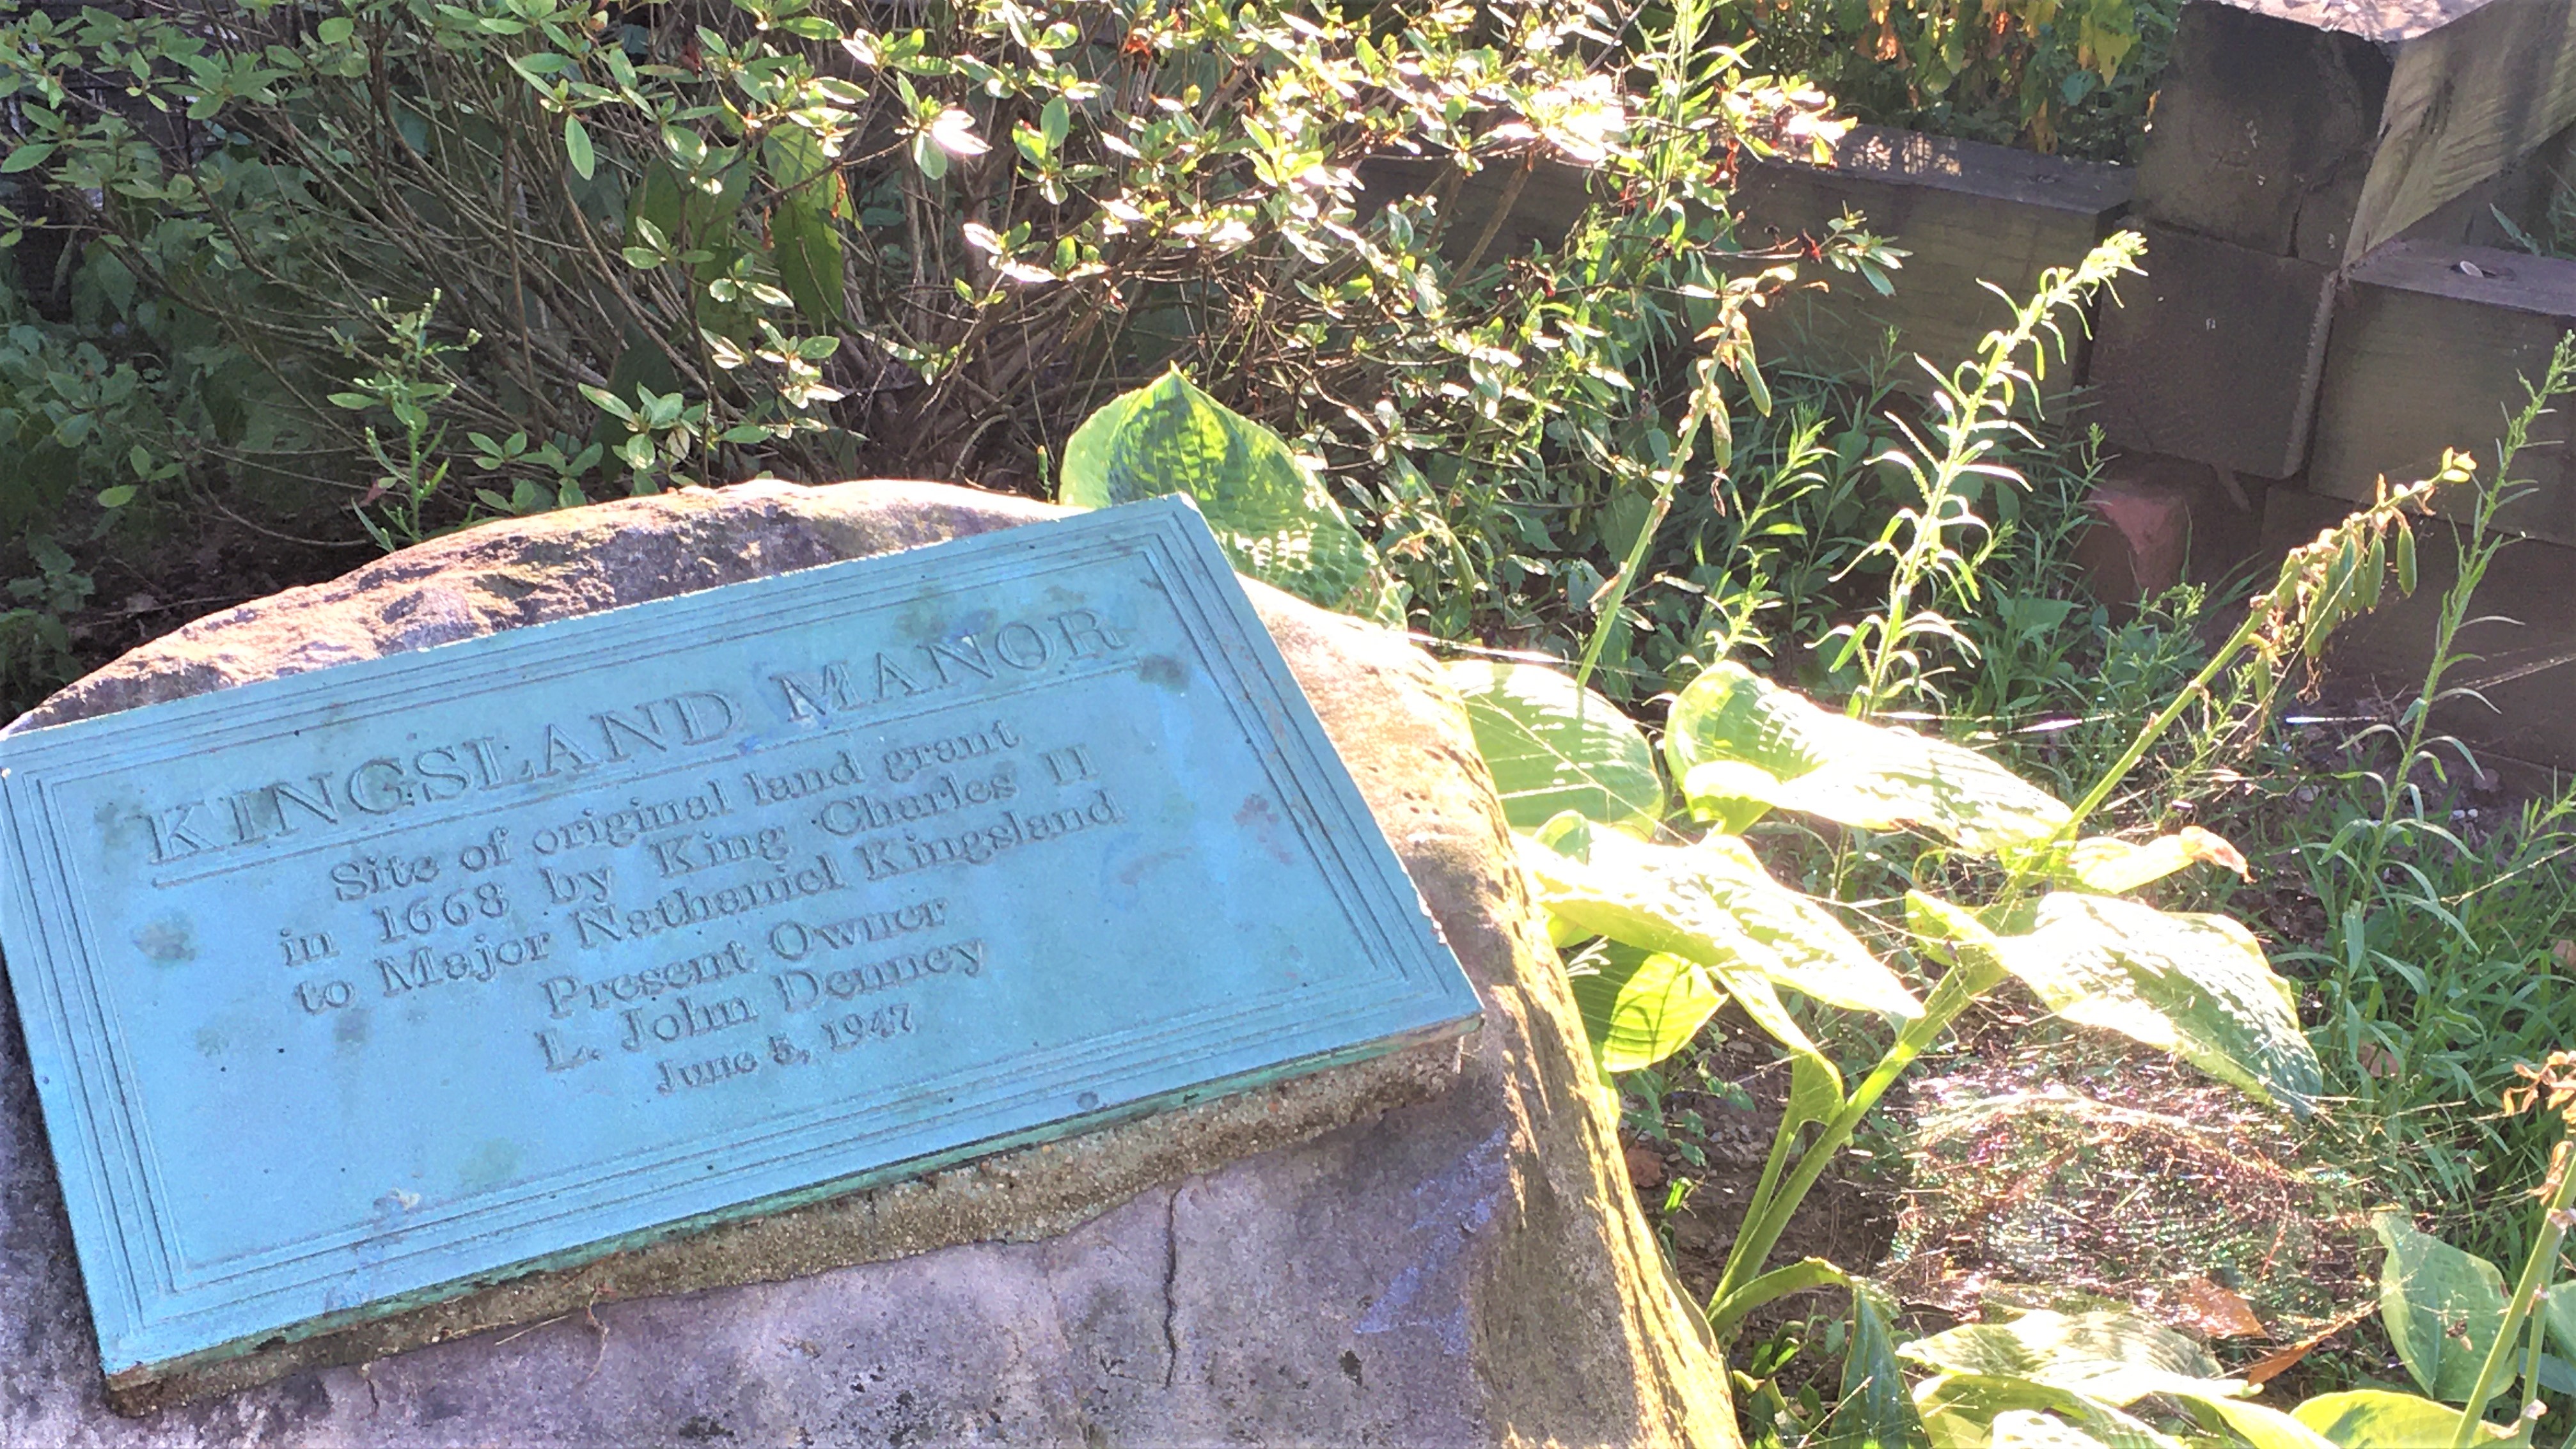 KINGSLAND MANOR
Site of original land grant
in 1668 by King Charles II
to Major Nathaniel Kingsland
Present Owner
L. John Denney
June 5, 1947